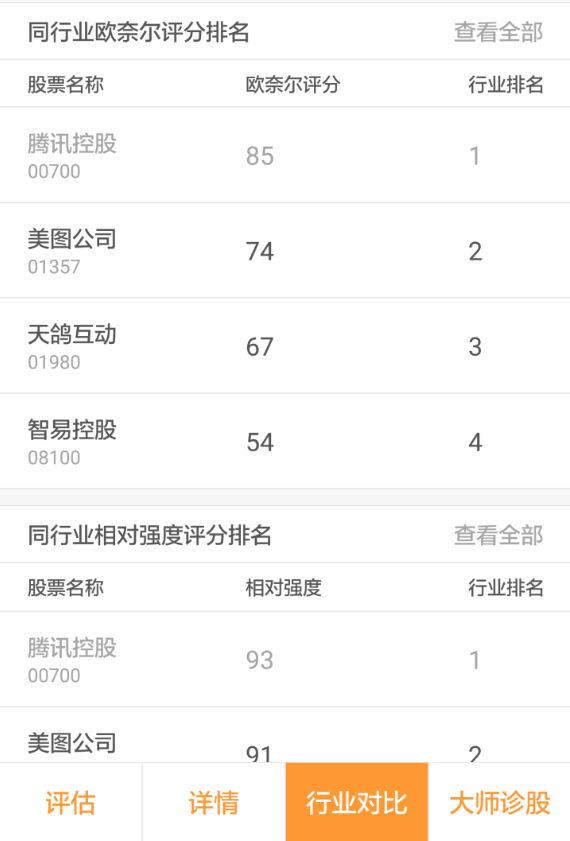 同行业欧奈尔评分排名 查看全部
股票名称 欧奈尔评分 行业排名
腾讯控股
00700
85 1
美图公司
01357
74 2
天鸽互动
01980
67 3
智易控股
08100
54 4
同行业相对强度评分排名 查看全部
股票名称 相对强度 行业排名
腾讯控股
00700
93 1
美图公司
91 2
评估 详情 行业对比 大师诊股